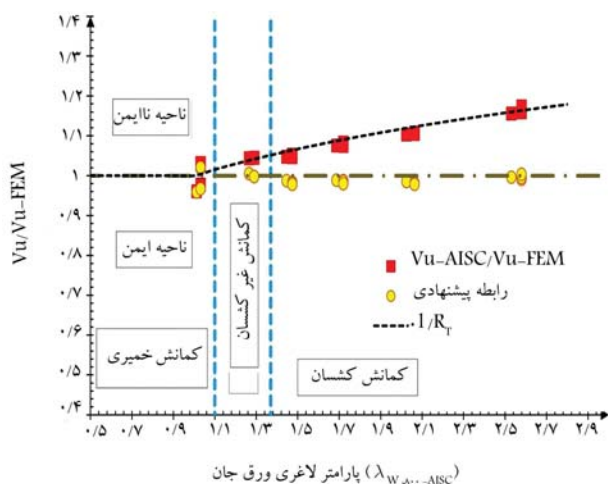 ۱/۴
۱/۳
۱/۲
۱/۱
۱
۰/۹
۰/۸
۰/۷
۰/۶
۰/۵
۰/۴
Vu/Vu-FEM
ناحیه ناایمن
ناحیه ایمن
کمانش خمیری
کمانش غیر کشسان
کمانش کشسان
Vu-AISC/Vu-FEM
رابطه پیشنهادی
۱/R_T
۰/۵ ۰/۷ ۰/۹ ۱/۱ ۱/۳ ۱/۵ ۱/۷ ۱/۹ ۲/۱ ۲/۳ ۲/۵ ۲/۷ ۲/۹
پارامتر لاغری ورق جان